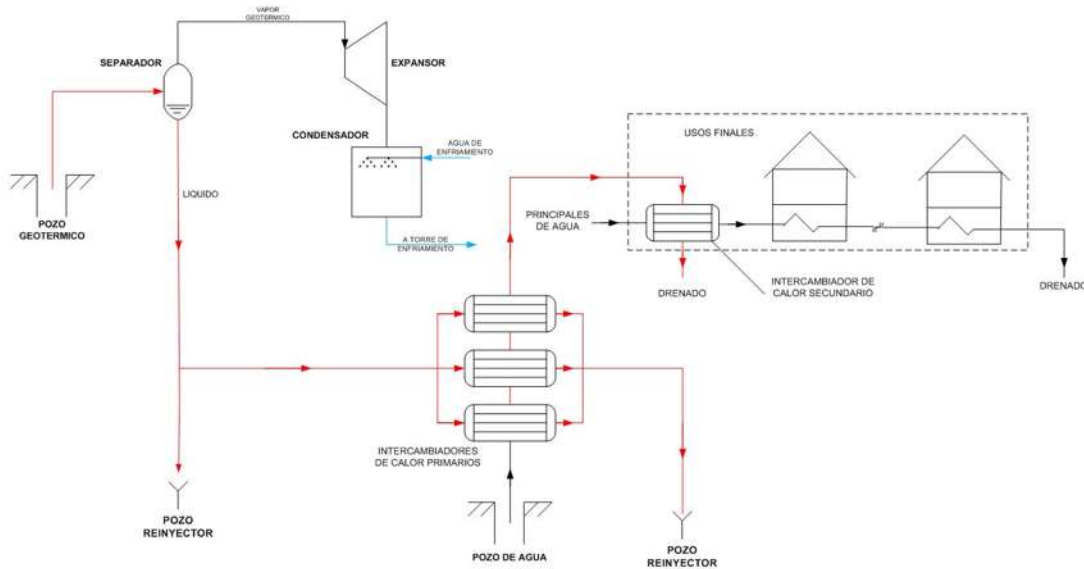 VAPOR
GEOTERMICO
SEPARADOR
EXPANSOR
CONDENSADOR
AGUA DE
ENFRIAMIENTO
USOS FINALES
LIQUIDO
POZO
GEOTERMICO
PRINCIPALES
DE AGUA
A TORRE DE
ENFRIAMIENTO
DRENADO
INTERCAMBIADOR DE
CALOR SECUNDARIO
DRENADO
INTERCAMBIADORES
DE CALOR PRIMARIOS
POZO
REINYECTOR
POZO DE AGUA
POZO
REINYECTOR